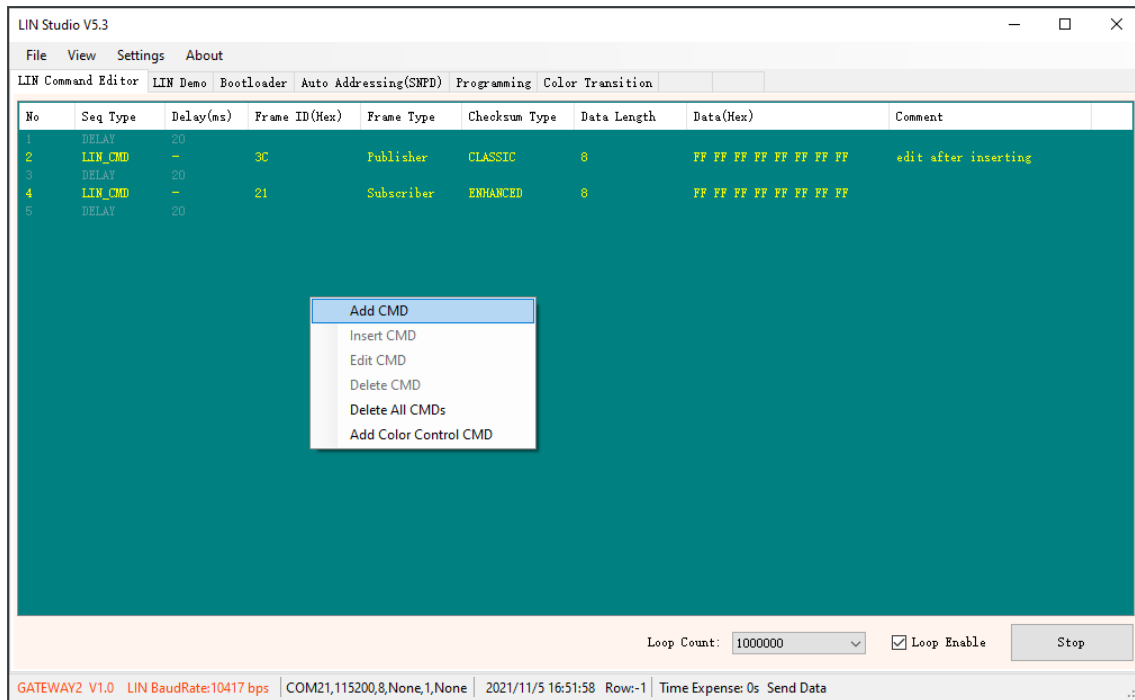 LIN Studio V5.3
File View Settings About
LIN Command Editor LIN Demo Bootloader Auto Addressing(SNPD) Programming Color Transition
No Seq Type Delay(ms) Frame ID(Hex) Frame Type Checksum Type Data Length Data(Hex) Comment
1 DELAY 20
2 LIN_CMD - 3C Publisher CLASSIC 8 FF FF FF FF FF FF FF FF edit after inserting
3 DELAY 20
4 LIN_CMD - 21 Subscriber ENHANCED 8 FF FF FF FF FF FF FF FF
5 DELAY 20
Add CMD
Insert CMD
Edit CMD
Delete CMD
Delete All CMDs
Add Color Control CMD
Loop Count: 1000000 Loop Enable Stop
GATEWAY2 V1.0 LIN BaudRate:10417 bps COM21,115200,8,None,1,None 2021/11/5 16:51:58 Row:-1 Time Expense: 0s Send Data